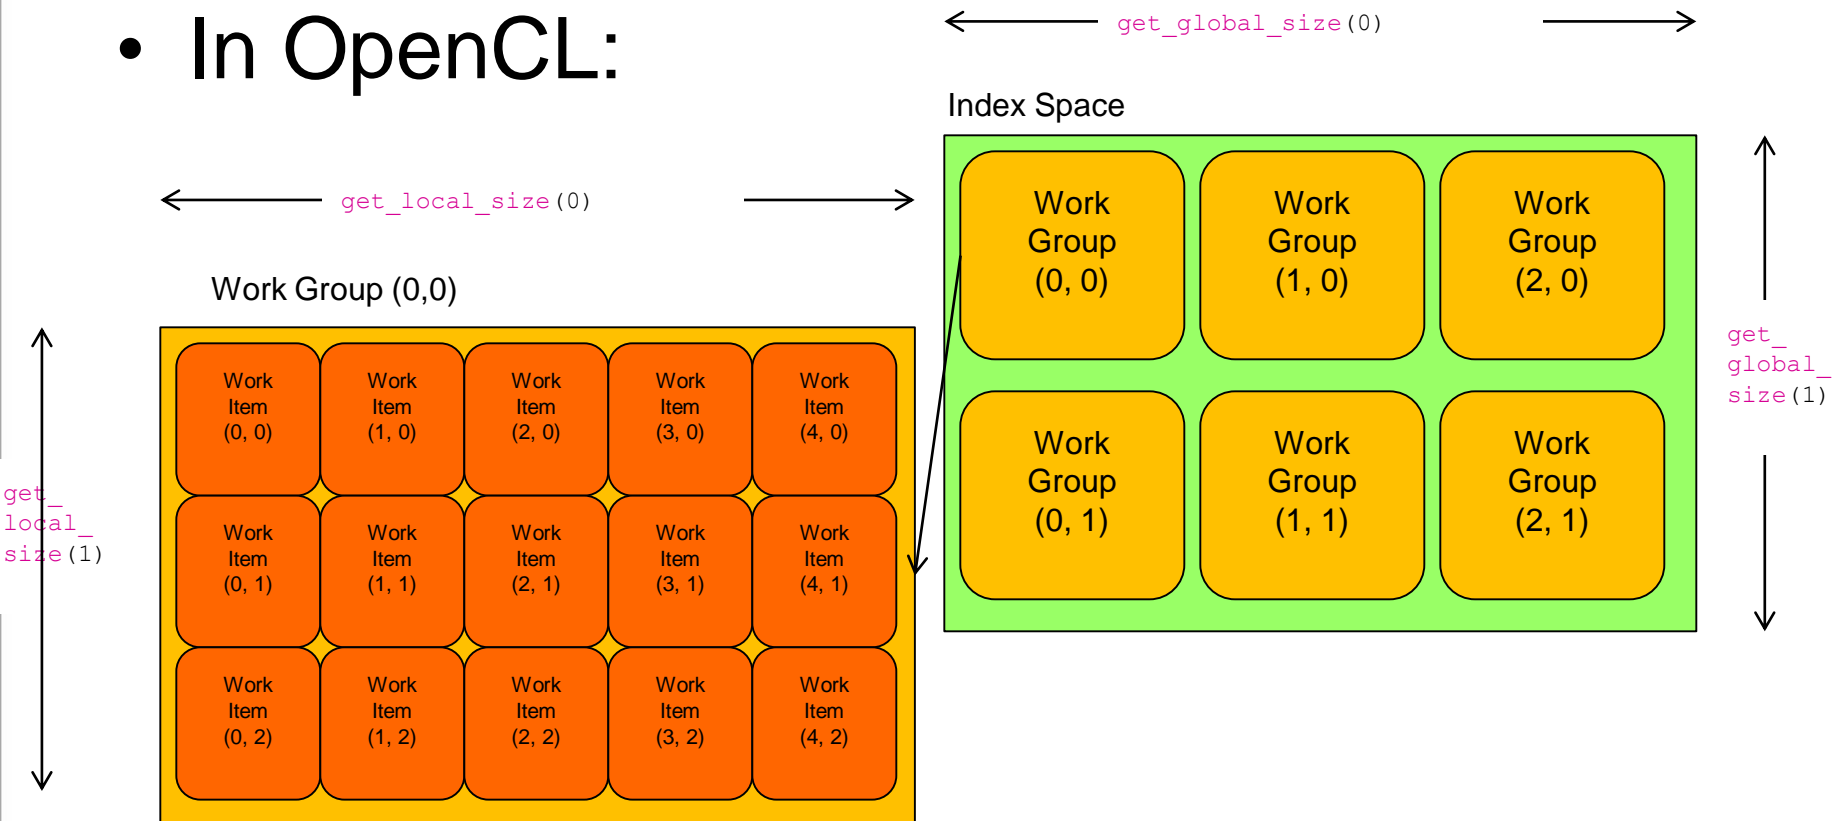 • In OpenCL:
get_global_size(0)
Index Space
get_local_size(0)
Work Group (0,0)
Work
Group
(0, 0)
Work
Group
(1, 0)
Work
Group
(2, 0)
get_
global_
size(1)
Work
Group
(0, 1)
Work
Group
(1, 1)
Work
Group
(2, 1)
get_
local_
size(1)
Work
Item
(0, 0)
Work
Item
(1, 0)
Work
Item
(2, 0)
Work
Item
(3, 0)
Work
Item
(4, 0)
Work
Item
(0, 1)
Work
Item
(1, 1)
Work
Item
(2, 1)
Work
Item
(3, 1)
Work
Item
(4, 1)
Work
Item
(0, 2)
Work
Item
(1, 2)
Work
Item
(2, 2)
Work
Item
(3, 2)
Work
Item
(4, 2)